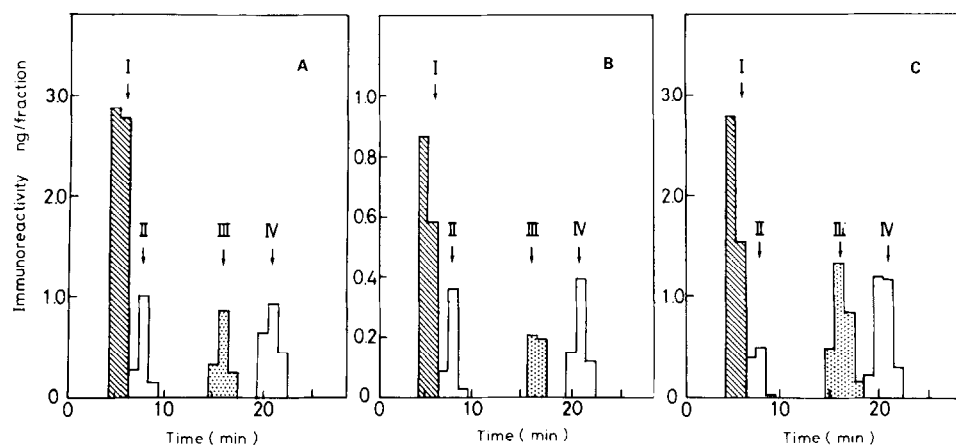 Immunoreactivity ng/fraction
A
I
II
III
IV
3.0
2.0
1.0
0
0
10
20
Time ( min )
B
I
II
III
IV
1.0
0.8
0.6
0.4
0.2
0
0
10
20
Time ( min )
C
I
II
III
IV
3.0
2.0
1.0
0
0
10
20
Time ( min )